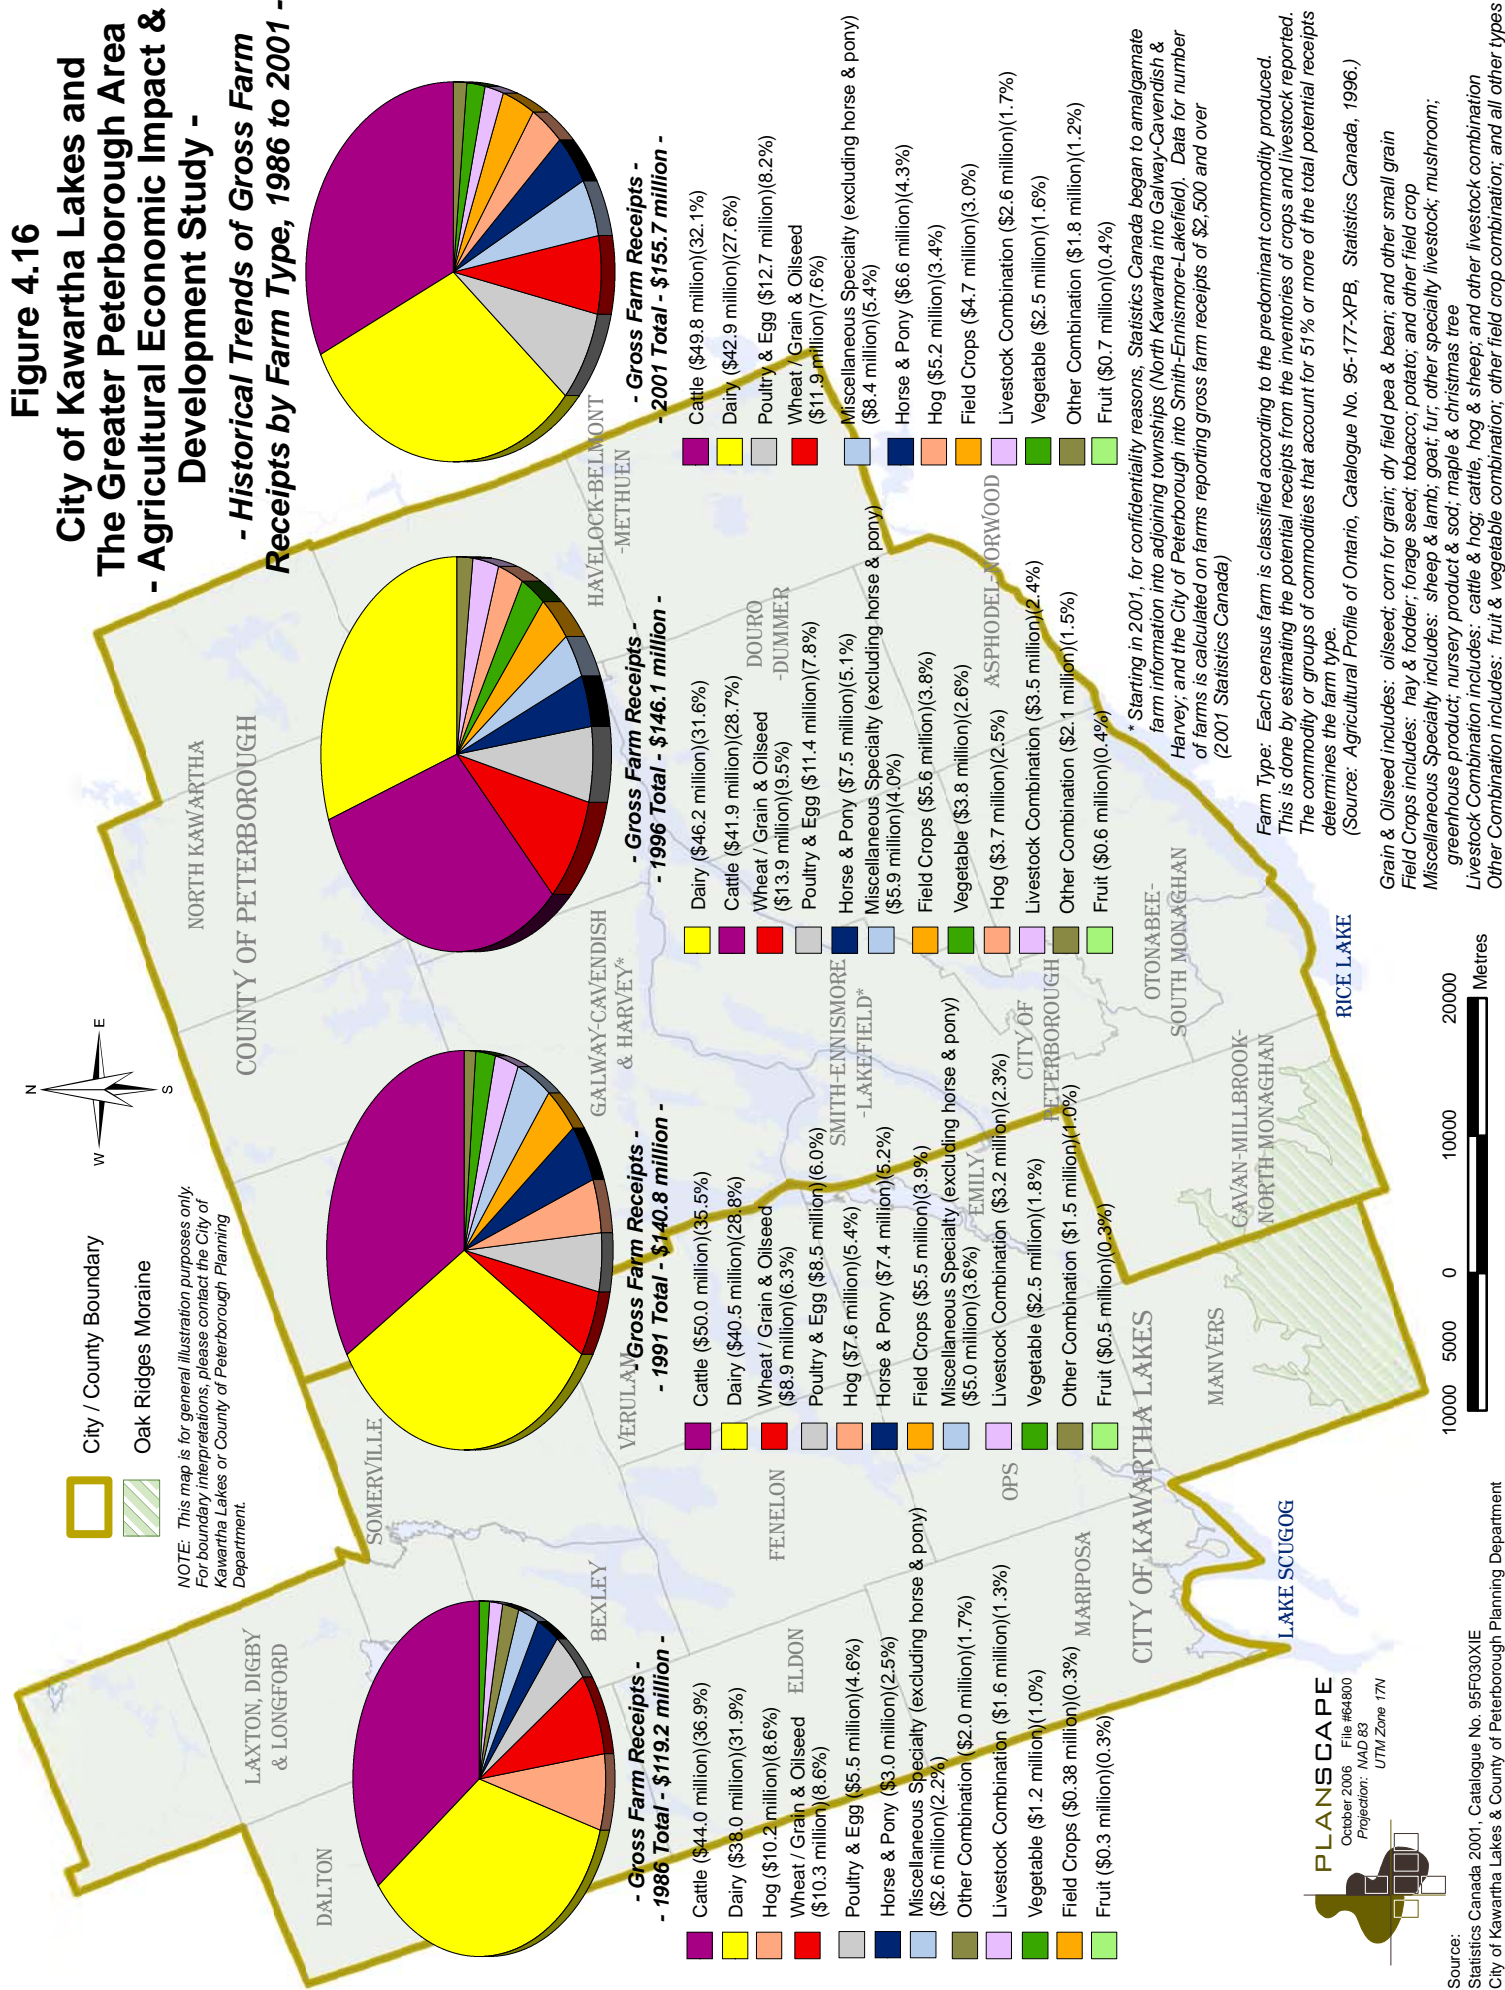 Figure 4.16
City of Kawartha Lakes and
The Greater Peterborough Area
- Agricultural Economic Impact &
Development Study -
- Historical Trends of Gross Farm
Receipts by Farm Type, 1986 to 2001 -
City / County Boundary
Oak Ridges Moraine
NOTE: This map is for general illustration purposes only.
For boundary interpretations, please contact the City of
Kawartha Lakes or County of Peterborough Planning
Department.
N
E
S
W
- Gross Farm Receipts -
- 1986 Total - $119.2 million -
Cattle ($44.0 million)(36.9%)
Dairy ($38.0 million)(31.9%)
Hog ($10.2 million)(8.6%)
Wheat / Grain & Oilseed
($10.3 million)(8.6%)
Poultry & Egg ($5.5 million)(4.6%)
Horse & Pony ($3.0 million)(2.5%)
Miscellaneous Specialty (excluding horse & pony)
($2.6 million)(2.2%)
Other Combination ($2.0 million)(1.7%)
Livestock Combination ($1.6 million)(1.3%)
Vegetable ($1.2 million)(1.0%)
Field Crops ($0.38 million)(0.3%)
Fruit ($0.3 million)(0.3%)
- Gross Farm Receipts -
- 1991 Total - $140.8 million -
Cattle ($50.0 million)(35.5%)
Dairy ($40.5 million)(28.8%)
Wheat / Grain & Oilseed
($8.9 million)(6.3%)
Poultry & Egg ($8.5 million)(6.0%)
Hog ($7.6 million)(5.4%)
Horse & Pony ($7.4 million)(5.2%)
Field Crops ($5.5 million)(3.9%)
Miscellaneous Specialty (excluding horse & pony)
($5.0 million)(3.6%)
Livestock Combination ($3.2 million)(2.3%)
Vegetable ($2.5 million)(1.8%)
Other Combination ($1.5 million)(1.0%)
Fruit ($0.5 million)(0.3%)
- Gross Farm Receipts -
- 1996 Total - $146.1 million -
Dairy ($46.2 million)(31.6%)
Cattle ($41.9 million)(28.7%)
Wheat / Grain & Oilseed
($13.9 million)(9.5%)
Poultry & Egg ($11.4 million)(7.8%)
Horse & Pony ($7.5 million)(5.1%)
Miscellaneous Specialty (excluding horse & pony)
($5.9 million)(4.0%)
Field Crops ($5.6 million)(3.8%)
Vegetable ($3.8 million)(2.6%)
Hog ($3.7 million)(2.5%)
Livestock Combination ($3.5 million)(2.4%)
Other Combination ($2.1 million)(1.5%)
Fruit ($0.6 million)(0.4%)
- Gross Farm Receipts -
- 2001 Total - $155.7 million -
Cattle ($49.8 million)(32.1%)
Dairy ($42.9 million)(27.6%)
Poultry & Egg ($12.7 million)(8.2%)
Wheat / Grain & Oilseed
($11.9 million)(7.6%)
Miscellaneous Specialty (excluding horse & pony)
($8.4 million)(5.4%)
Horse & Pony ($6.6 million)(4.3%)
Hog ($5.2 million)(3.4%)
Field Crops ($4.7 million)(3.0%)
Livestock Combination ($2.6 million)(1.7%)
Vegetable ($2.5 million)(1.6%)
Other Combination ($1.8 million)(1.2%)
Fruit ($0.7 million)(0.4%)
DALTON
LAXTON, DIGBY
& LONGFORD
SOMERVILLE
BEXLEY
ELDON
FENELON
VERULAM
OPS
MARIPOSA
EMILY
MANVERS
CITY OF KAWARTHA LAKES
LAKE SCUGOG
COUNTY OF PETERBOROUGH
NORTH KAWARTHA
GALWAY-CAVENDISH
& HARVEY*
HAVELOCK-BELMONT
-METHUEN
DOURO
-DUMMER
SMITH-ENNISMORE
-LAKEFIELD*
CITY OF
PETERBOROUGH
ASPHODEL-NORWOOD
OTONABEE-
SOUTH MONAGHAN
CAVAN-MILLBROOK-
NORTH MONAGHAN
RICE LAKE
* Starting in 2001, for confidentiality reasons, Statistics Canada began to amalgamate
farm information into adjoining townships (North Kawartha into Galway-Cavendish &
Harvey; and the City of Peterborough into Smith-Ennismore-Lakefield). Data for number
of farms is calculated on farms reporting gross farm receipts of $2,500 and over
(2001 Statistics Canada)
Farm Type: Each census farm is classified according to the predominant commodity produced.
This is done by estimating the potential receipts from the inventories of crops and livestock reported.
The commodity or groups of commodities that account for 51% or more of the total potential receipts
determines the farm type.
(Source: Agricultural Profile of Ontario, Catalogue No. 95-177-XPB, Statistics Canada, 1996.)
Grain & Oilseed includes: oilseed; corn for grain; dry field pea & bean; and other small grain
Field Crops includes: hay & fodder; forage seed; tobacco; potato; and other field crop
Miscellaneous Specialty includes: sheep & lamb; goat; fur; other specialty livestock; mushroom;
greenhouse product; nursery product & sod; maple & christmas tree
Livestock Combination includes: cattle & hog; cattle, hog & sheep; and other livestock combination
Other Combination includes: fruit & vegetable combination; other field crop combination; and all other types
10000 5000 0 10000 20000
Metres
PLANSCAPE
October 2006 File #64800
Projection: NAD 83
UTM Zone 17N
Source:
Statistics Canada 2001, Catalogue No. 95F030XIE
City of Kawartha Lakes & County of Peterborough Planning Department